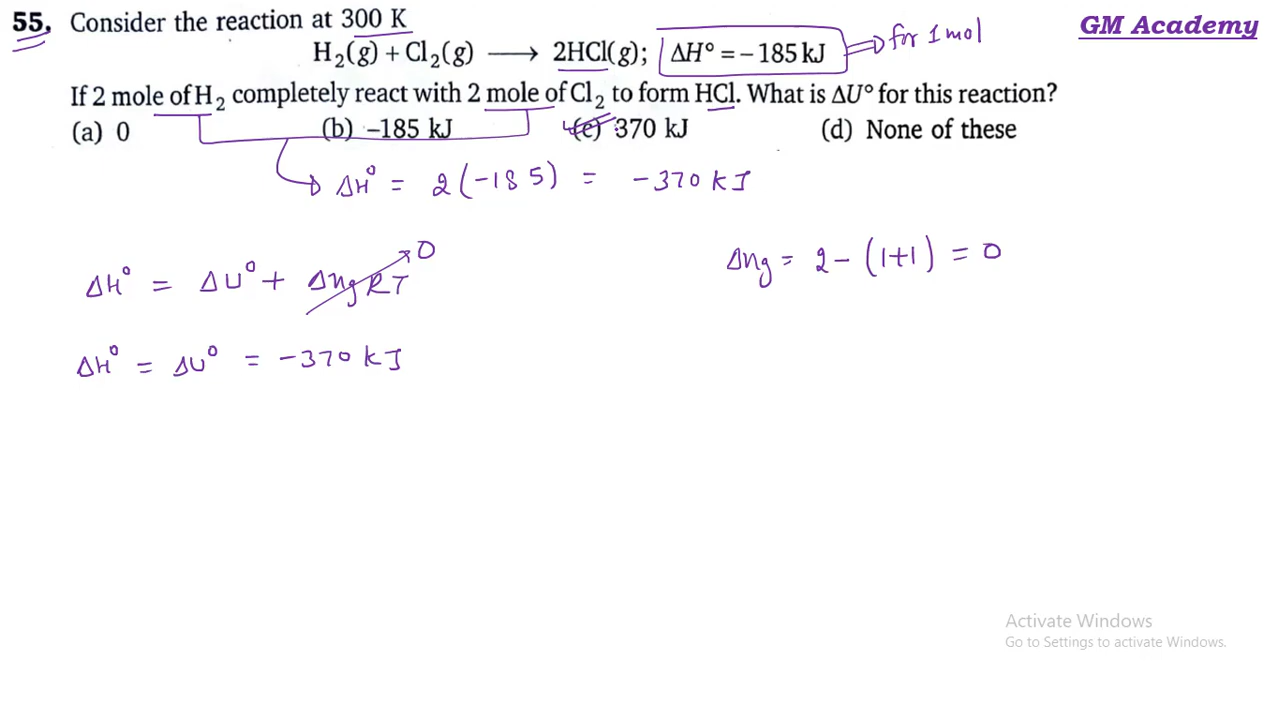 GM Academy
55. Consider the reaction at 300 K
H₂(g) + Cl₂(g) ⟶ 2HCl(g); ΔH° = −185 kJ ⇒ for 1 mol
If 2 mole of H₂ completely react with 2 mole of Cl₂ to form HCl. What is ΔU° for this reaction?
(a) 0 (b) −185 kJ (c) 370 kJ (d) None of these
ΔH° = 2(−185) = −370 kJ
ΔH° = ΔU° + ΔngRT 0
Δng = 2 − (1+1) = 0
ΔH° = ΔU° = −370 kJ
Activate Windows
Go to Settings to activate Windows.